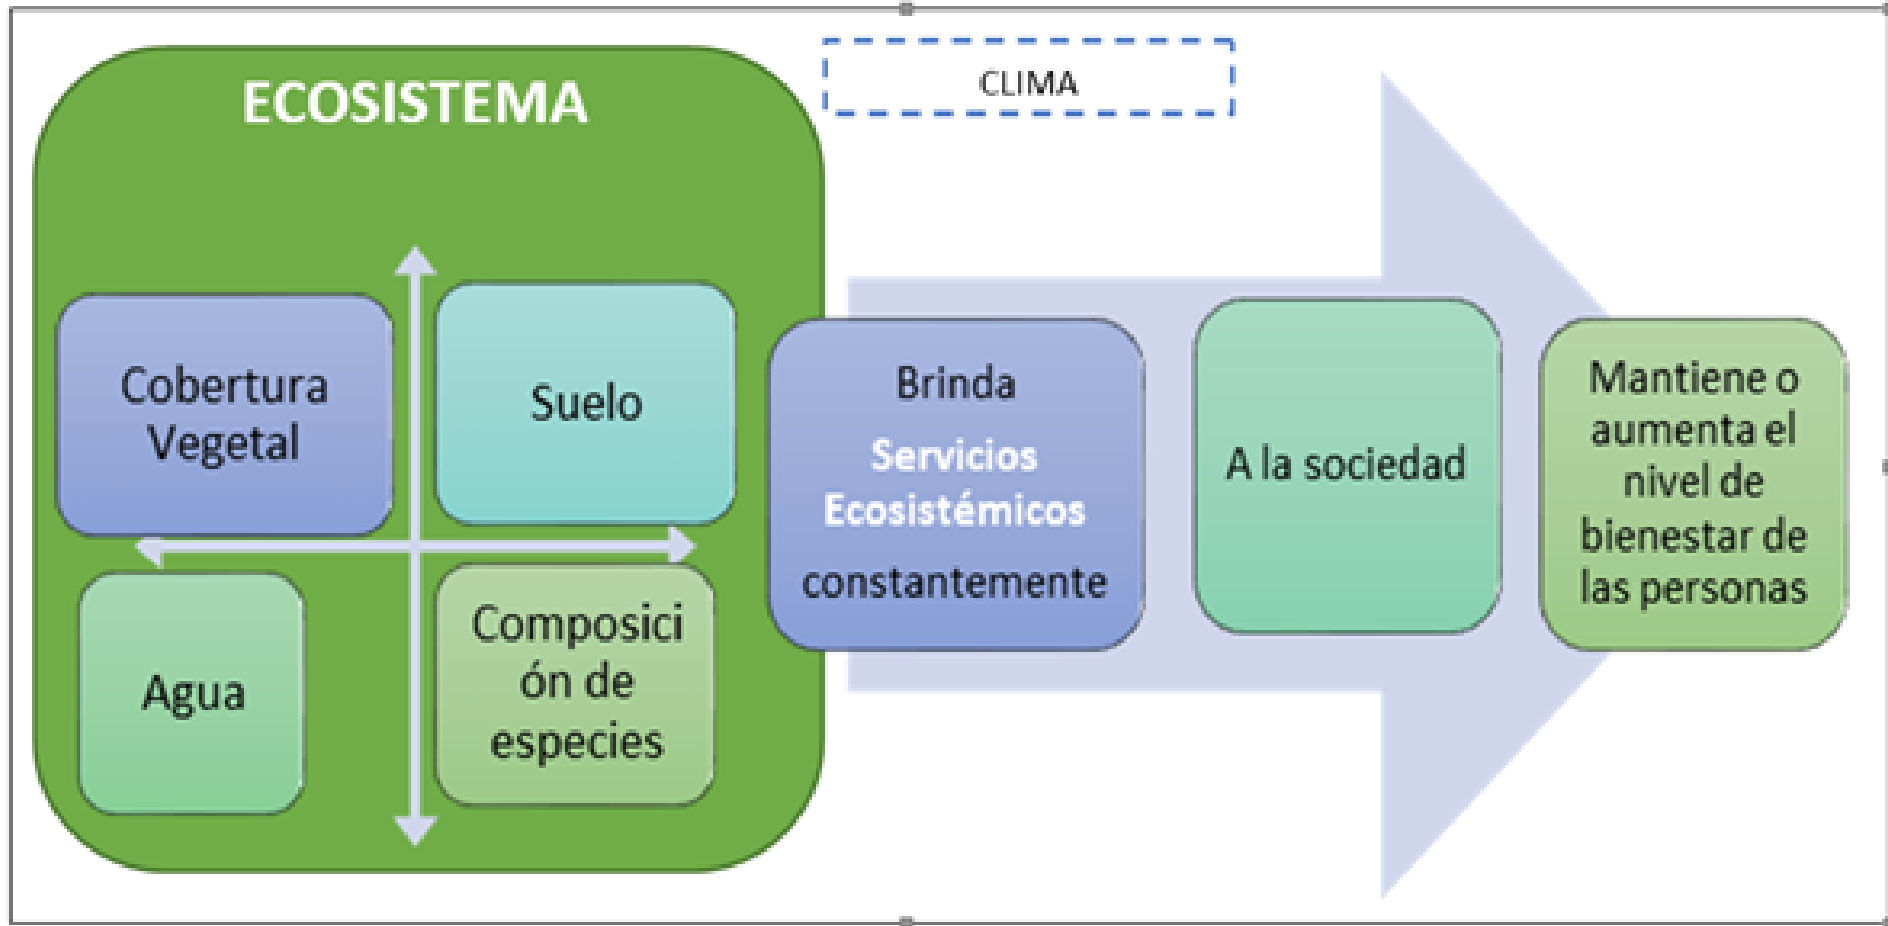 ECOSISTEMA
CLIMA
Cobertura
Vegetal
Suelo
Agua
Composici
ón de
especies
Brinda
Servicios
Ecosistémicos
constantemente
A la sociedad
Mantiene o
aumenta el
nivel de
bienestar de
las personas